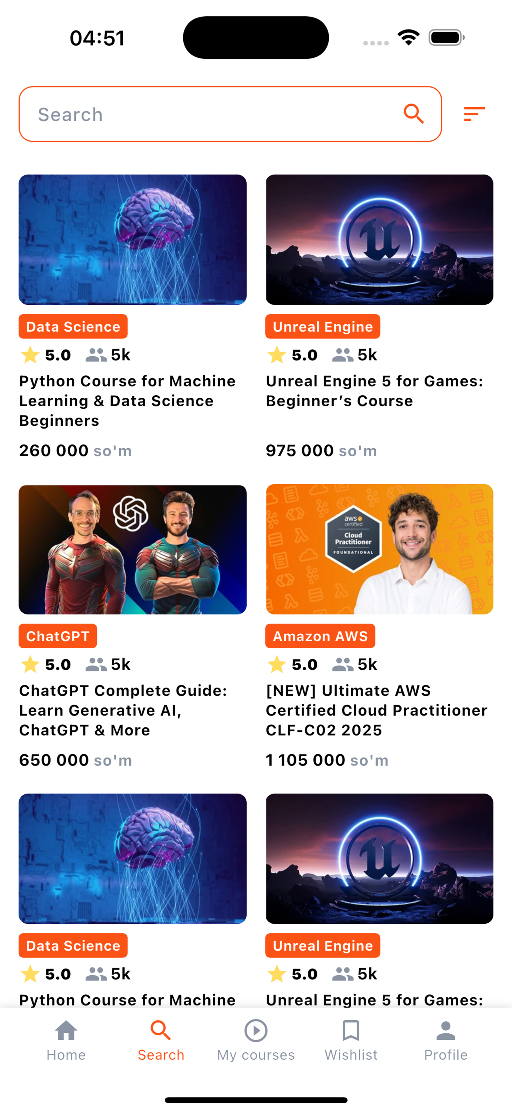 04:51
Search
Data Science
Unreal Engine
5.0 5k
5.0 5k
Python Course for Machine
Learning & Data Science
Beginners
Unreal Engine 5 for Games:
Beginner’s Course
260 000 so'm
975 000 so'm
aws
certified
Cloud
Practitioner
FOUNDATIONAL
ChatGPT
Amazon AWS
5.0 5k
5.0 5k
ChatGPT Complete Guide:
Learn Generative AI,
ChatGPT & More
[NEW] Ultimate AWS
Certified Cloud Practitioner
CLF-C02 2025
650 000 so'm
1 105 000 so'm
Data Science
Unreal Engine
5.0 5k
5.0 5k
Python Course for Machine
Unreal Engine 5 for Games:
Home
Search
My courses
Wishlist
Profile